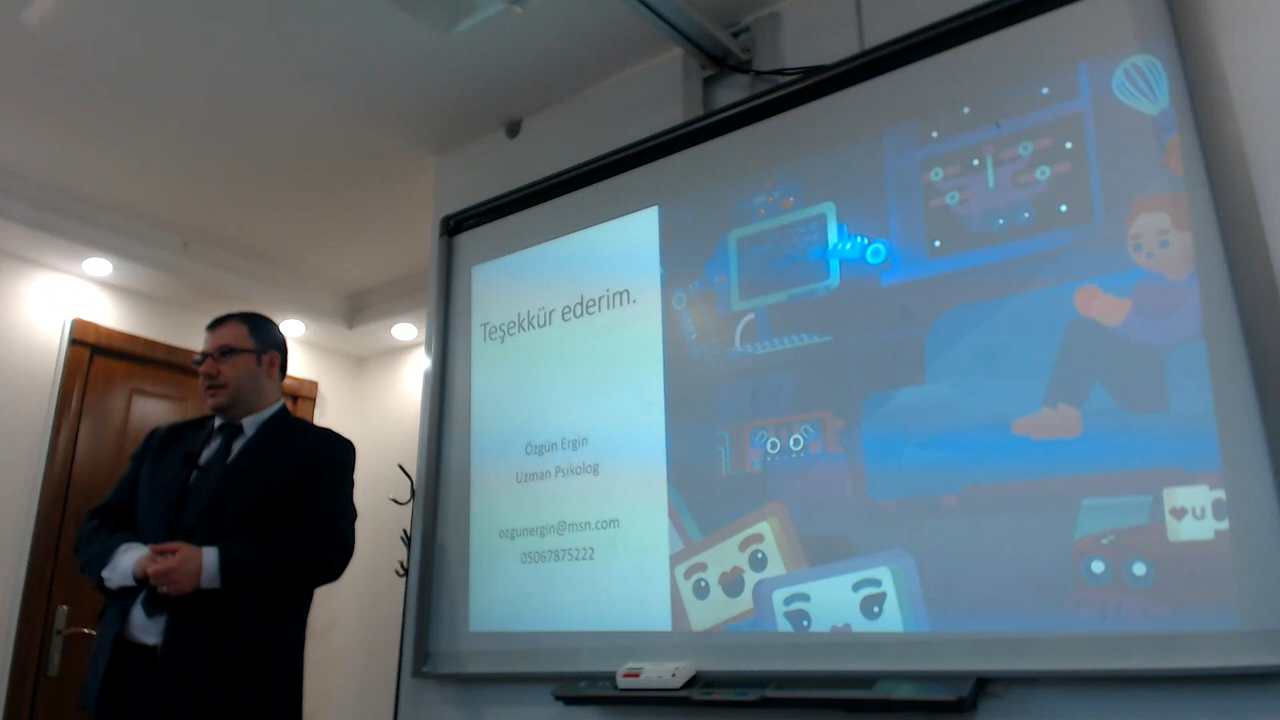 Teşekkür ederim.
Özgün Ergin
Uzman Psikolog
ozgunergin@msn.com
05067875222
U